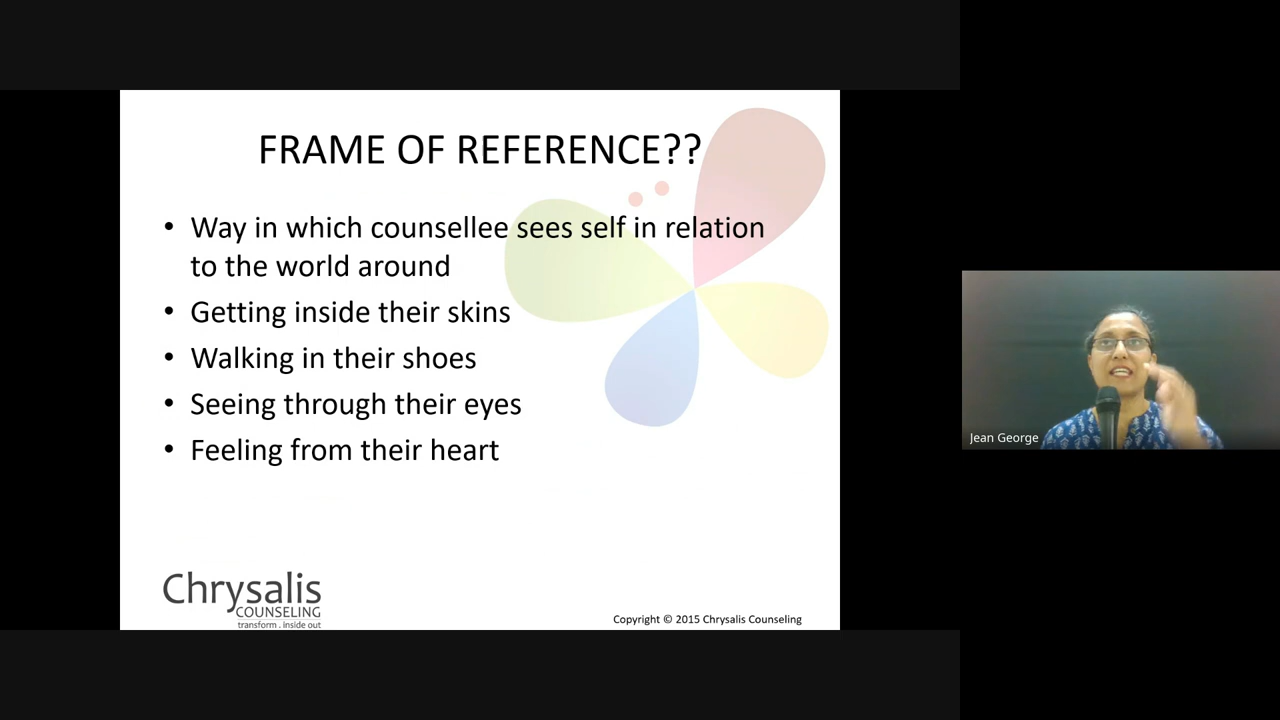 FRAME OF REFERENCE??
• Way in which counsellee sees self in relation
to the world around
• Getting inside their skins
• Walking in their shoes
• Seeing through their eyes
• Feeling from their heart
Chrysalis
COUNSELING
transform . inside out
Copyright © 2015 Chrysalis Counseling
Jean George